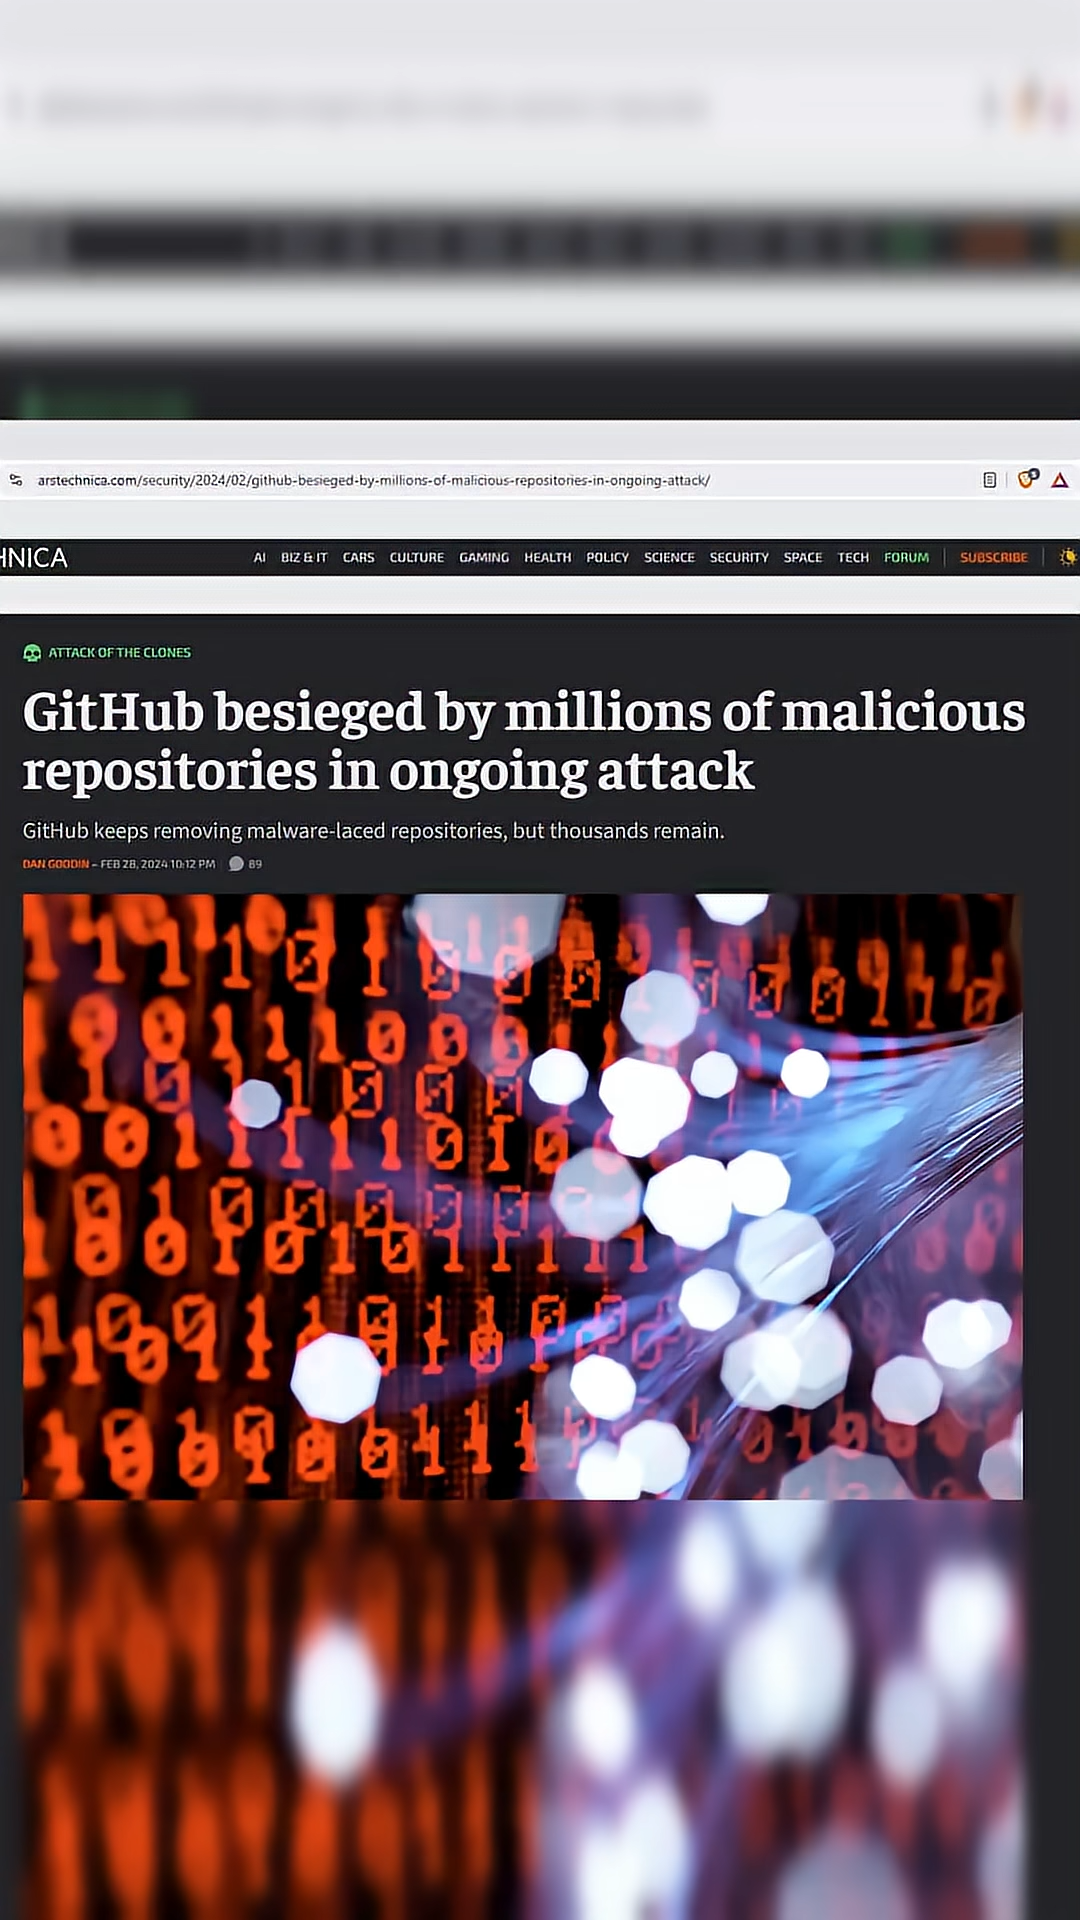 arstechnica.com/security/2024/02/github-besieged-by-millions-of-malicious-repositories-in-ongoing-attack/
HNICA AI BIZ & IT CARS CULTURE GAMING HEALTH POLICY SCIENCE SECURITY SPACE TECH FORUM SUBSCRIBE
ATTACK OF THE CLONES
GitHub besieged by millions of malicious
repositories in ongoing attack
GitHub keeps removing malware-laced repositories, but thousands remain.
DAN GOODIN – FEB 28, 2024 10:12 PM 89